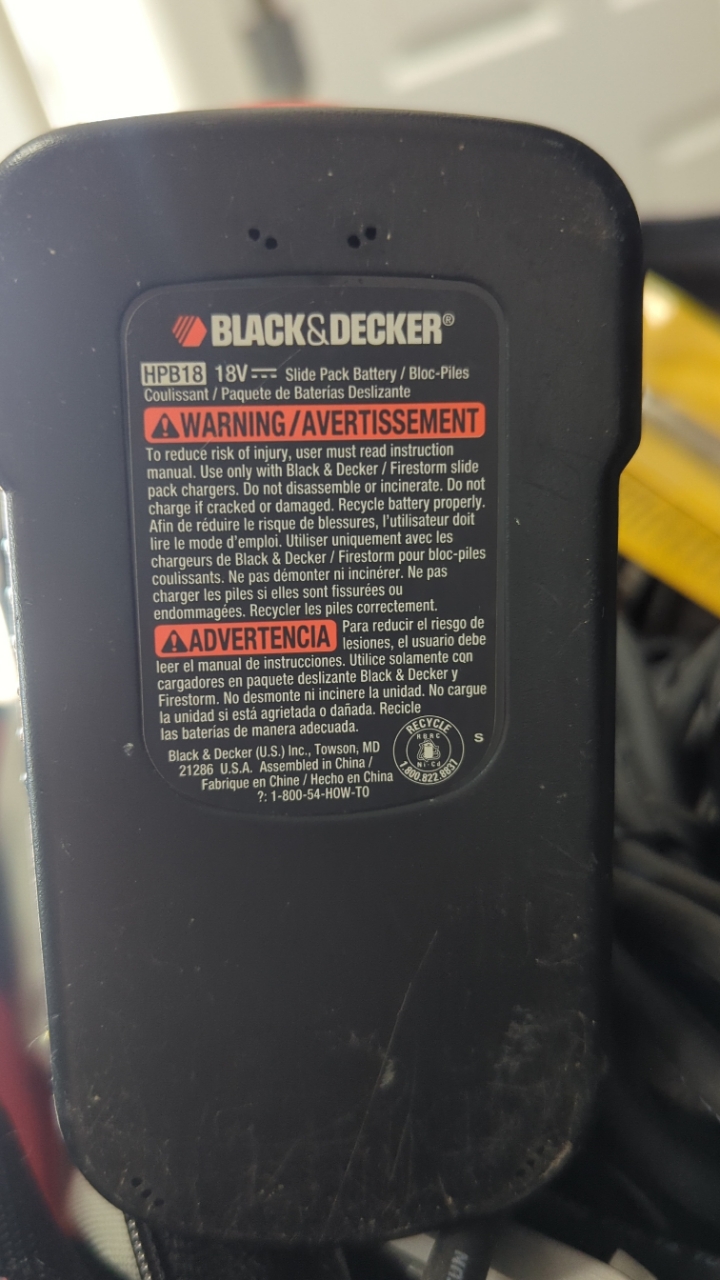 BLACK&DECKER®
HPB18 18V Slide Pack Battery / Bloc-Piles
Coulissant / Paquete de Baterías Deslizante
WARNING/AVERTISSEMENT
To reduce risk of injury, user must read instruction
manual. Use only with Black & Decker / Firestorm slide
pack chargers. Do not disassemble or incinerate. Do not
charge if cracked or damaged. Recycle battery properly.
Afin de réduire le risque de blessures, l'utilisateur doit
lire le mode d'emploi. Utiliser uniquement avec les
chargeurs de Black & Decker / Firestorm pour bloc-piles
coulissants. Ne pas démonter ni incinérer. Ne pas
charger les piles si elles sont fissurées ou
endommagées. Recycler les piles correctement.
ADVERTENCIA Para reducir el riesgo de
lesiones, el usuario debe
leer el manual de instrucciones. Utilice solamente con
cargadores en paquete deslizante Black & Decker y
Firestorm. No desmonte ni incinere la unidad. No cargue
la unidad si está agrietada o dañada. Recicle
las baterías de manera adecuada.
Black & Decker (U.S.) Inc., Towson, MD
21286 U.S.A. Assembled in China /
Fabrique en Chine / Hecho en China
?: 1-800-54-HOW-TO
RECYCLE
RBRC
Ni-Cd
1.800.822.8837
S